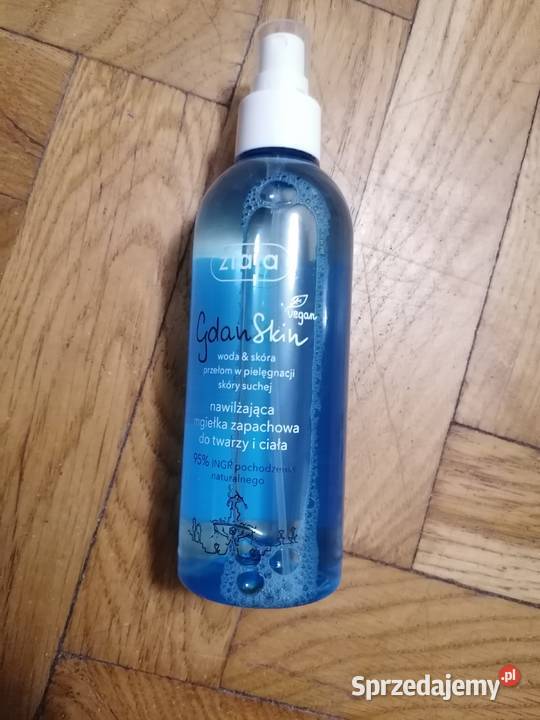 ziaja
vegan
GdanSkin
woda & skóra
przełom w pielęgnacji
skóry suchej
nawilżająca
mgiełka zapachowa
do twarzy i ciała
95% INGR pochodzenia
naturalnego
Sprzedajemy.pl